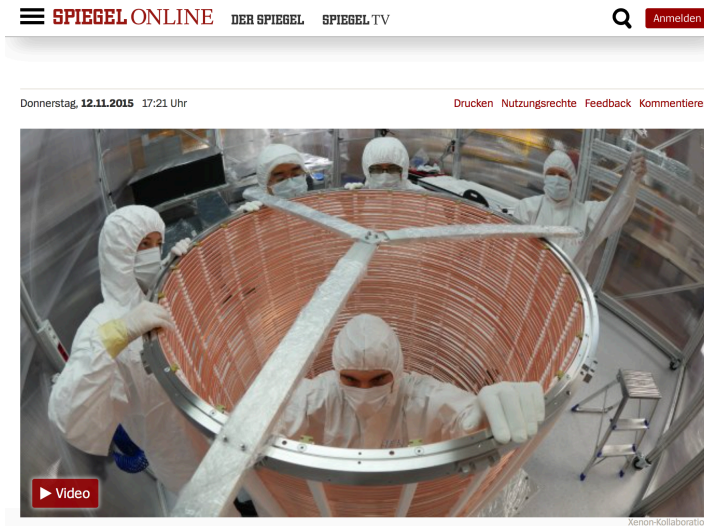 SPIEGEL ONLINE DER SPIEGEL SPIEGEL TV Anmelden
Donnerstag, 12.11.2015 17:21 Uhr Drucken Nutzungsrechte Feedback Kommentiere
Video
Xenon-Kollaboratio